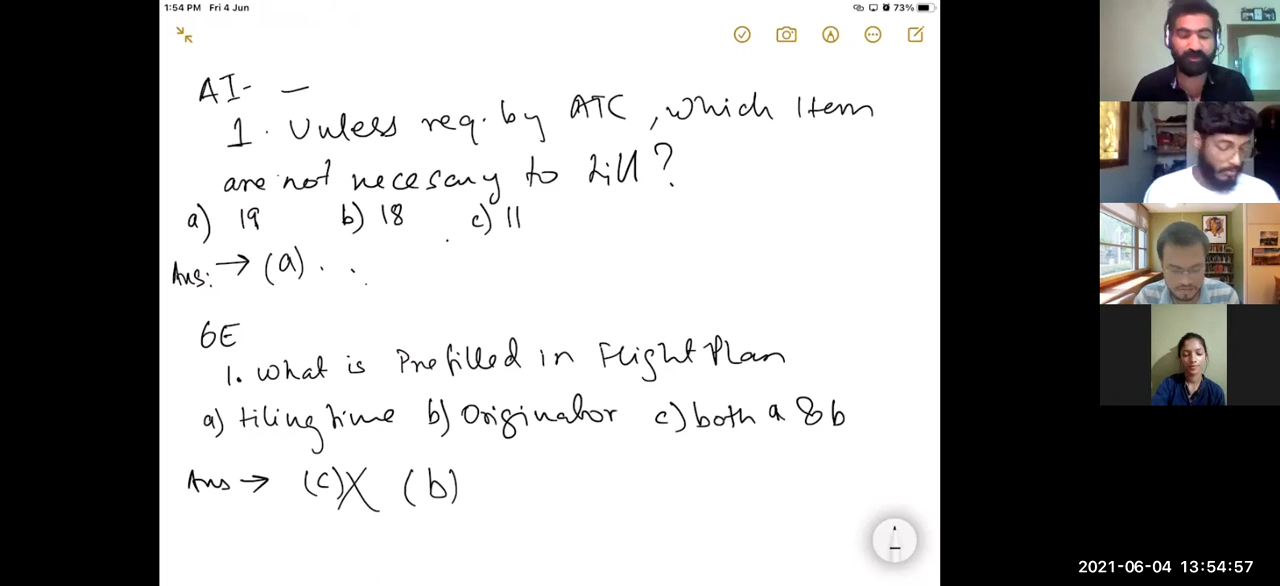 1:54 PM Fri 4 Jun
73%
AI- —
1. Unless req. by ATC, which Item
are not necesary to fill?
a) 19 b) 18 c) 11
Ans: → (a) . .
6E
1. What is Prefilled in Flight Plan
a) filing time b) Originator c) both a & b
Ans → (c)X (b)
2021-06-04 13:54:57